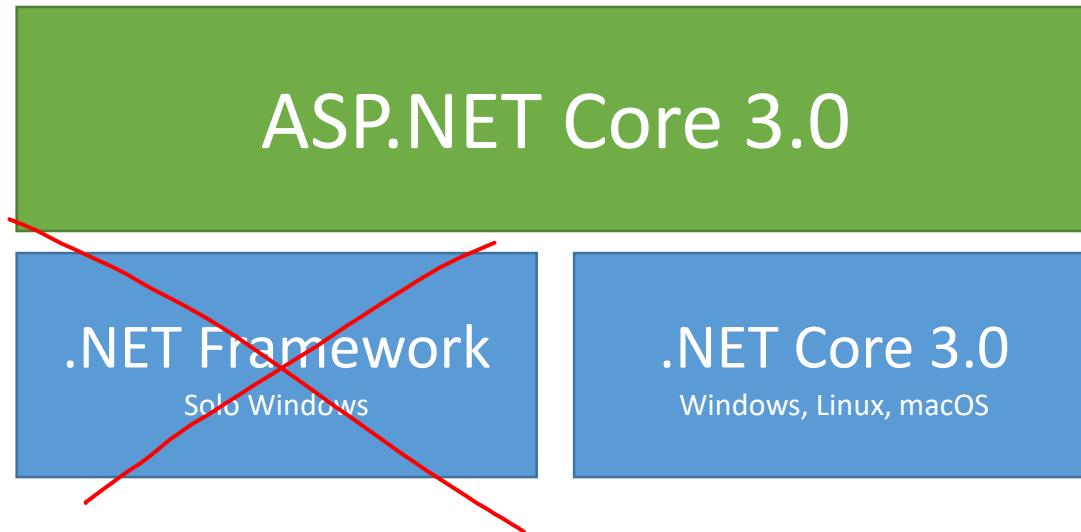 ASP.NET Core 3.0
.NET Framework
Solo Windows
.NET Core 3.0
Windows, Linux, macOS